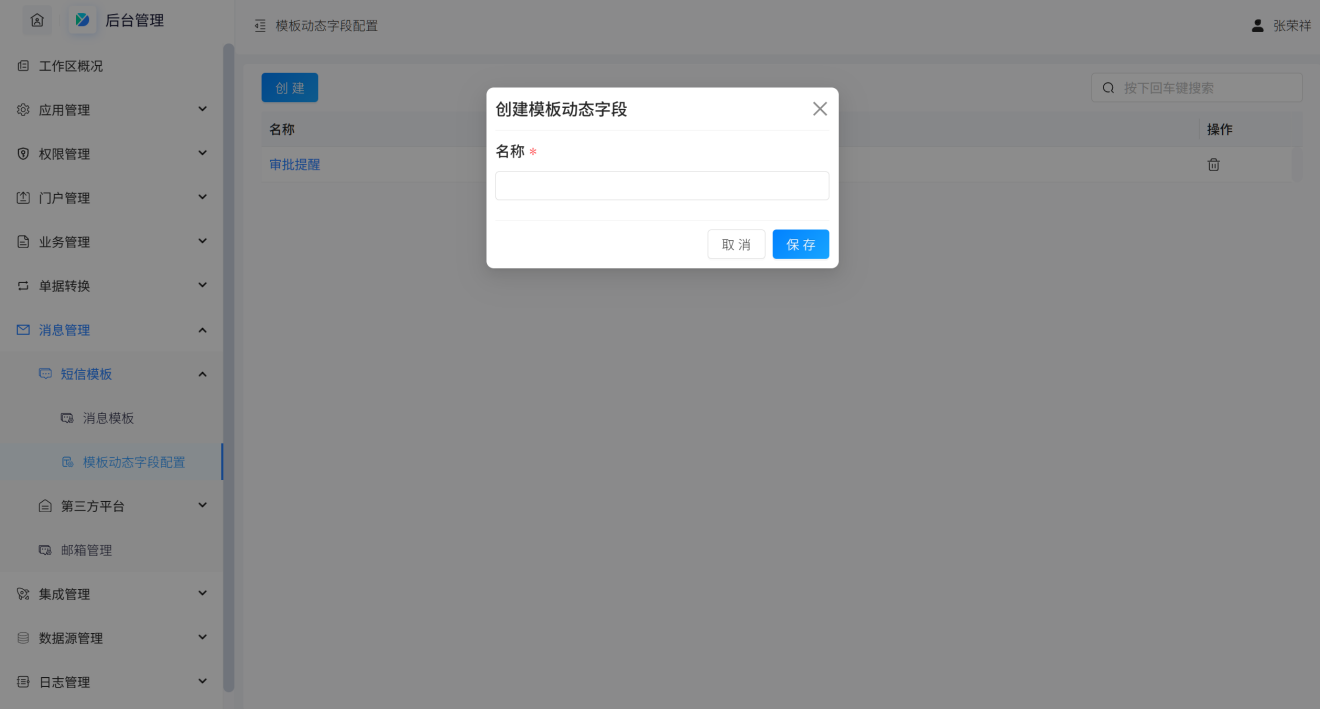 后台管理
模板动态字段配置
张荣祥
工作区概况
应用管理
权限管理
门户管理
业务管理
单据转换
消息管理
短信模板
消息模板
模板动态字段配置
第三方平台
邮箱管理
集成管理
数据源管理
日志管理
创 建
按下回车键搜索
名称
操作
审批提醒
创建模板动态字段
名称 *
取 消
保 存